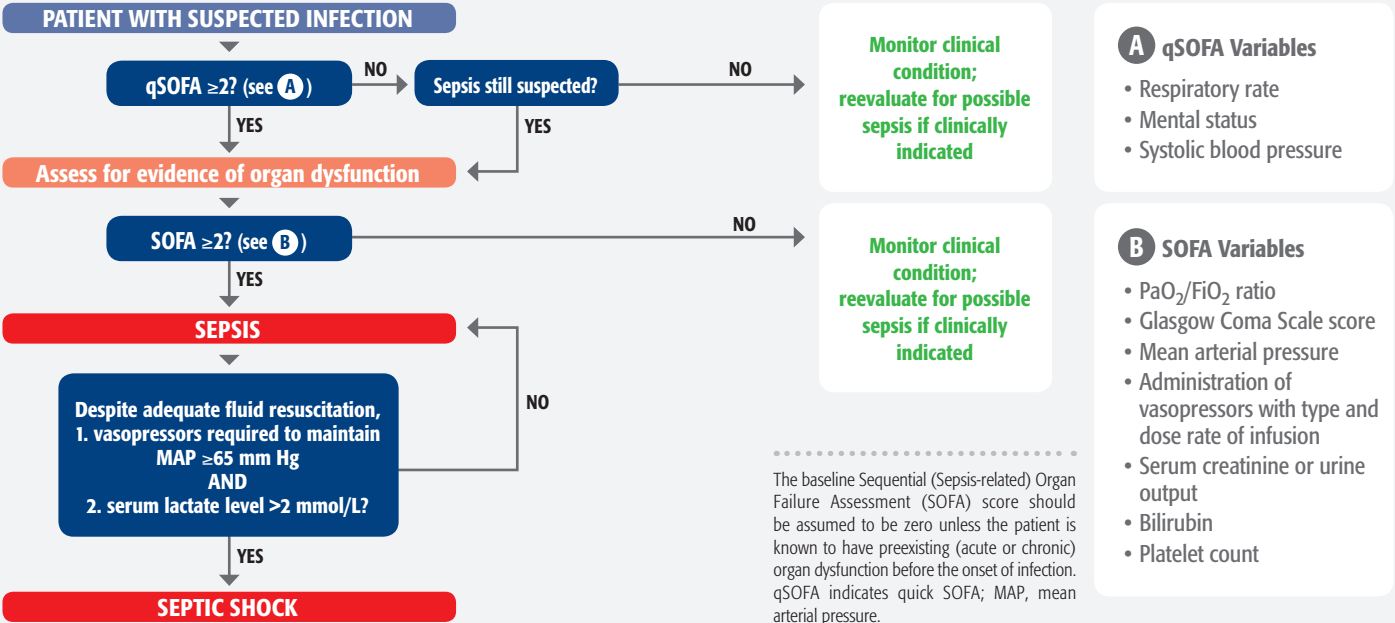 PATIENT WITH SUSPECTED INFECTION
qSOFA ≥2? (see A )
NO
Sepsis still suspected?
NO
YES
YES
Assess for evidence of organ dysfunction
SOFA ≥2? (see B )
NO
YES
SEPSIS
Despite adequate fluid resuscitation,
1. vasopressors required to maintain
MAP ≥65 mm Hg
AND
2. serum lactate level >2 mmol/L?
NO
YES
SEPTIC SHOCK
Monitor clinical
condition;
reevaluate for possible
sepsis if clinically
indicated
Monitor clinical
condition;
reevaluate for possible
sepsis if clinically
indicated
The baseline Sequential (Sepsis-related) Organ
Failure Assessment (SOFA) score should
be assumed to be zero unless the patient is
known to have preexisting (acute or chronic)
organ dysfunction before the onset of infection.
qSOFA indicates quick SOFA; MAP, mean
arterial pressure.
A qSOFA Variables
• Respiratory rate
• Mental status
• Systolic blood pressure
B SOFA Variables
• PaO₂/FiO₂ ratio
• Glasgow Coma Scale score
• Mean arterial pressure
• Administration of
vasopressors with type and
dose rate of infusion
• Serum creatinine or urine
output
• Bilirubin
• Platelet count